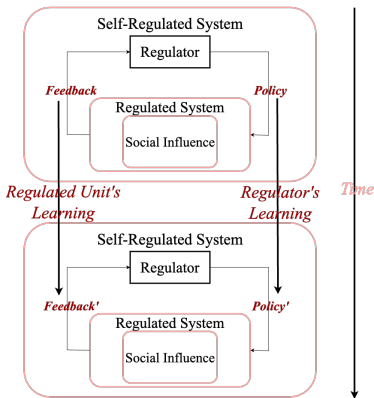 Self-Regulated System
Regulator
Feedback
Policy
Regulated System
Social Influence
Regulated Unit's
Learning
Regulator's
Learning
Time
Self-Regulated System
Regulator
Feedback'
Policy'
Regulated System
Social Influence